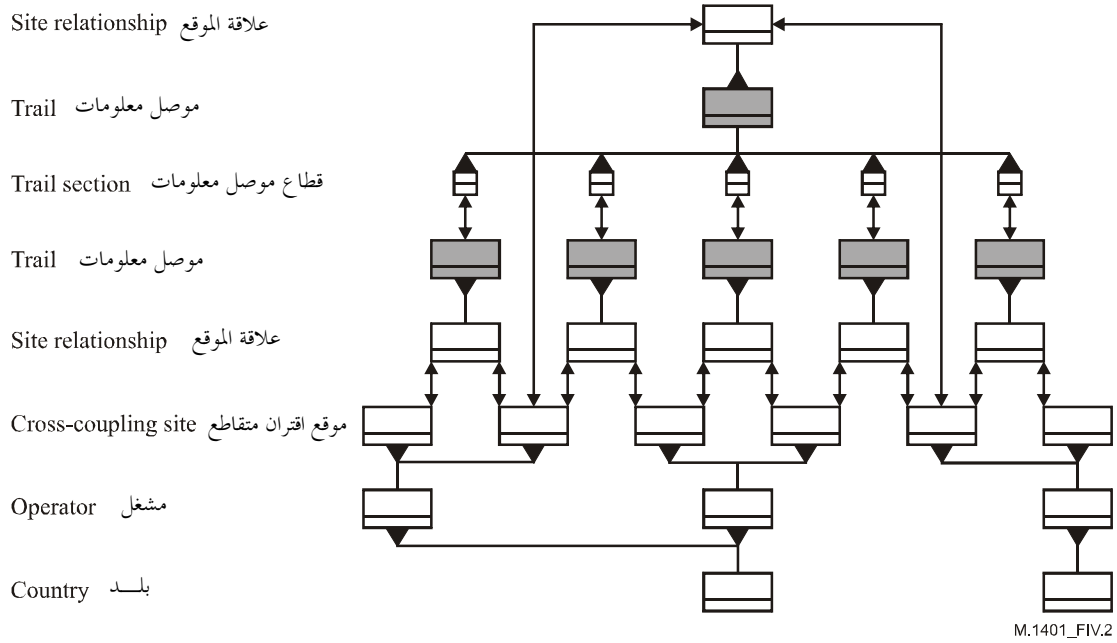 Site relationship علاقة الموقع
Trail موصل معلومات
Trail section قطاع موصل معلومات
Trail موصل معلومات
Site relationship علاقة الموقع
Cross-coupling site موقع اقتران متقاطع
Operator مشغل
Country بلـــد
M.1401_FIV.2